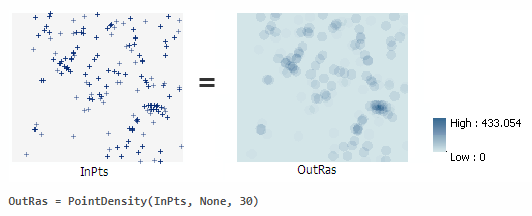 =
High : 433.054
Low : 0
InPts
OutRas
OutRas = PointDensity(InPts, None, 30)